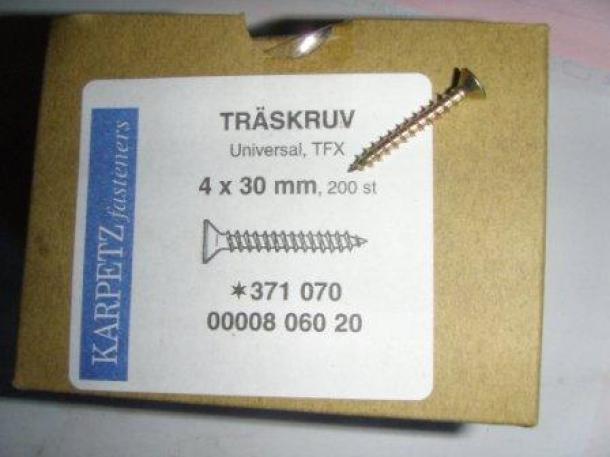 KARPETZ fasteners
TRÄSKRUV
Universal, TFX
4 x 30 mm, 200 st
✶371 070
00008 060 20